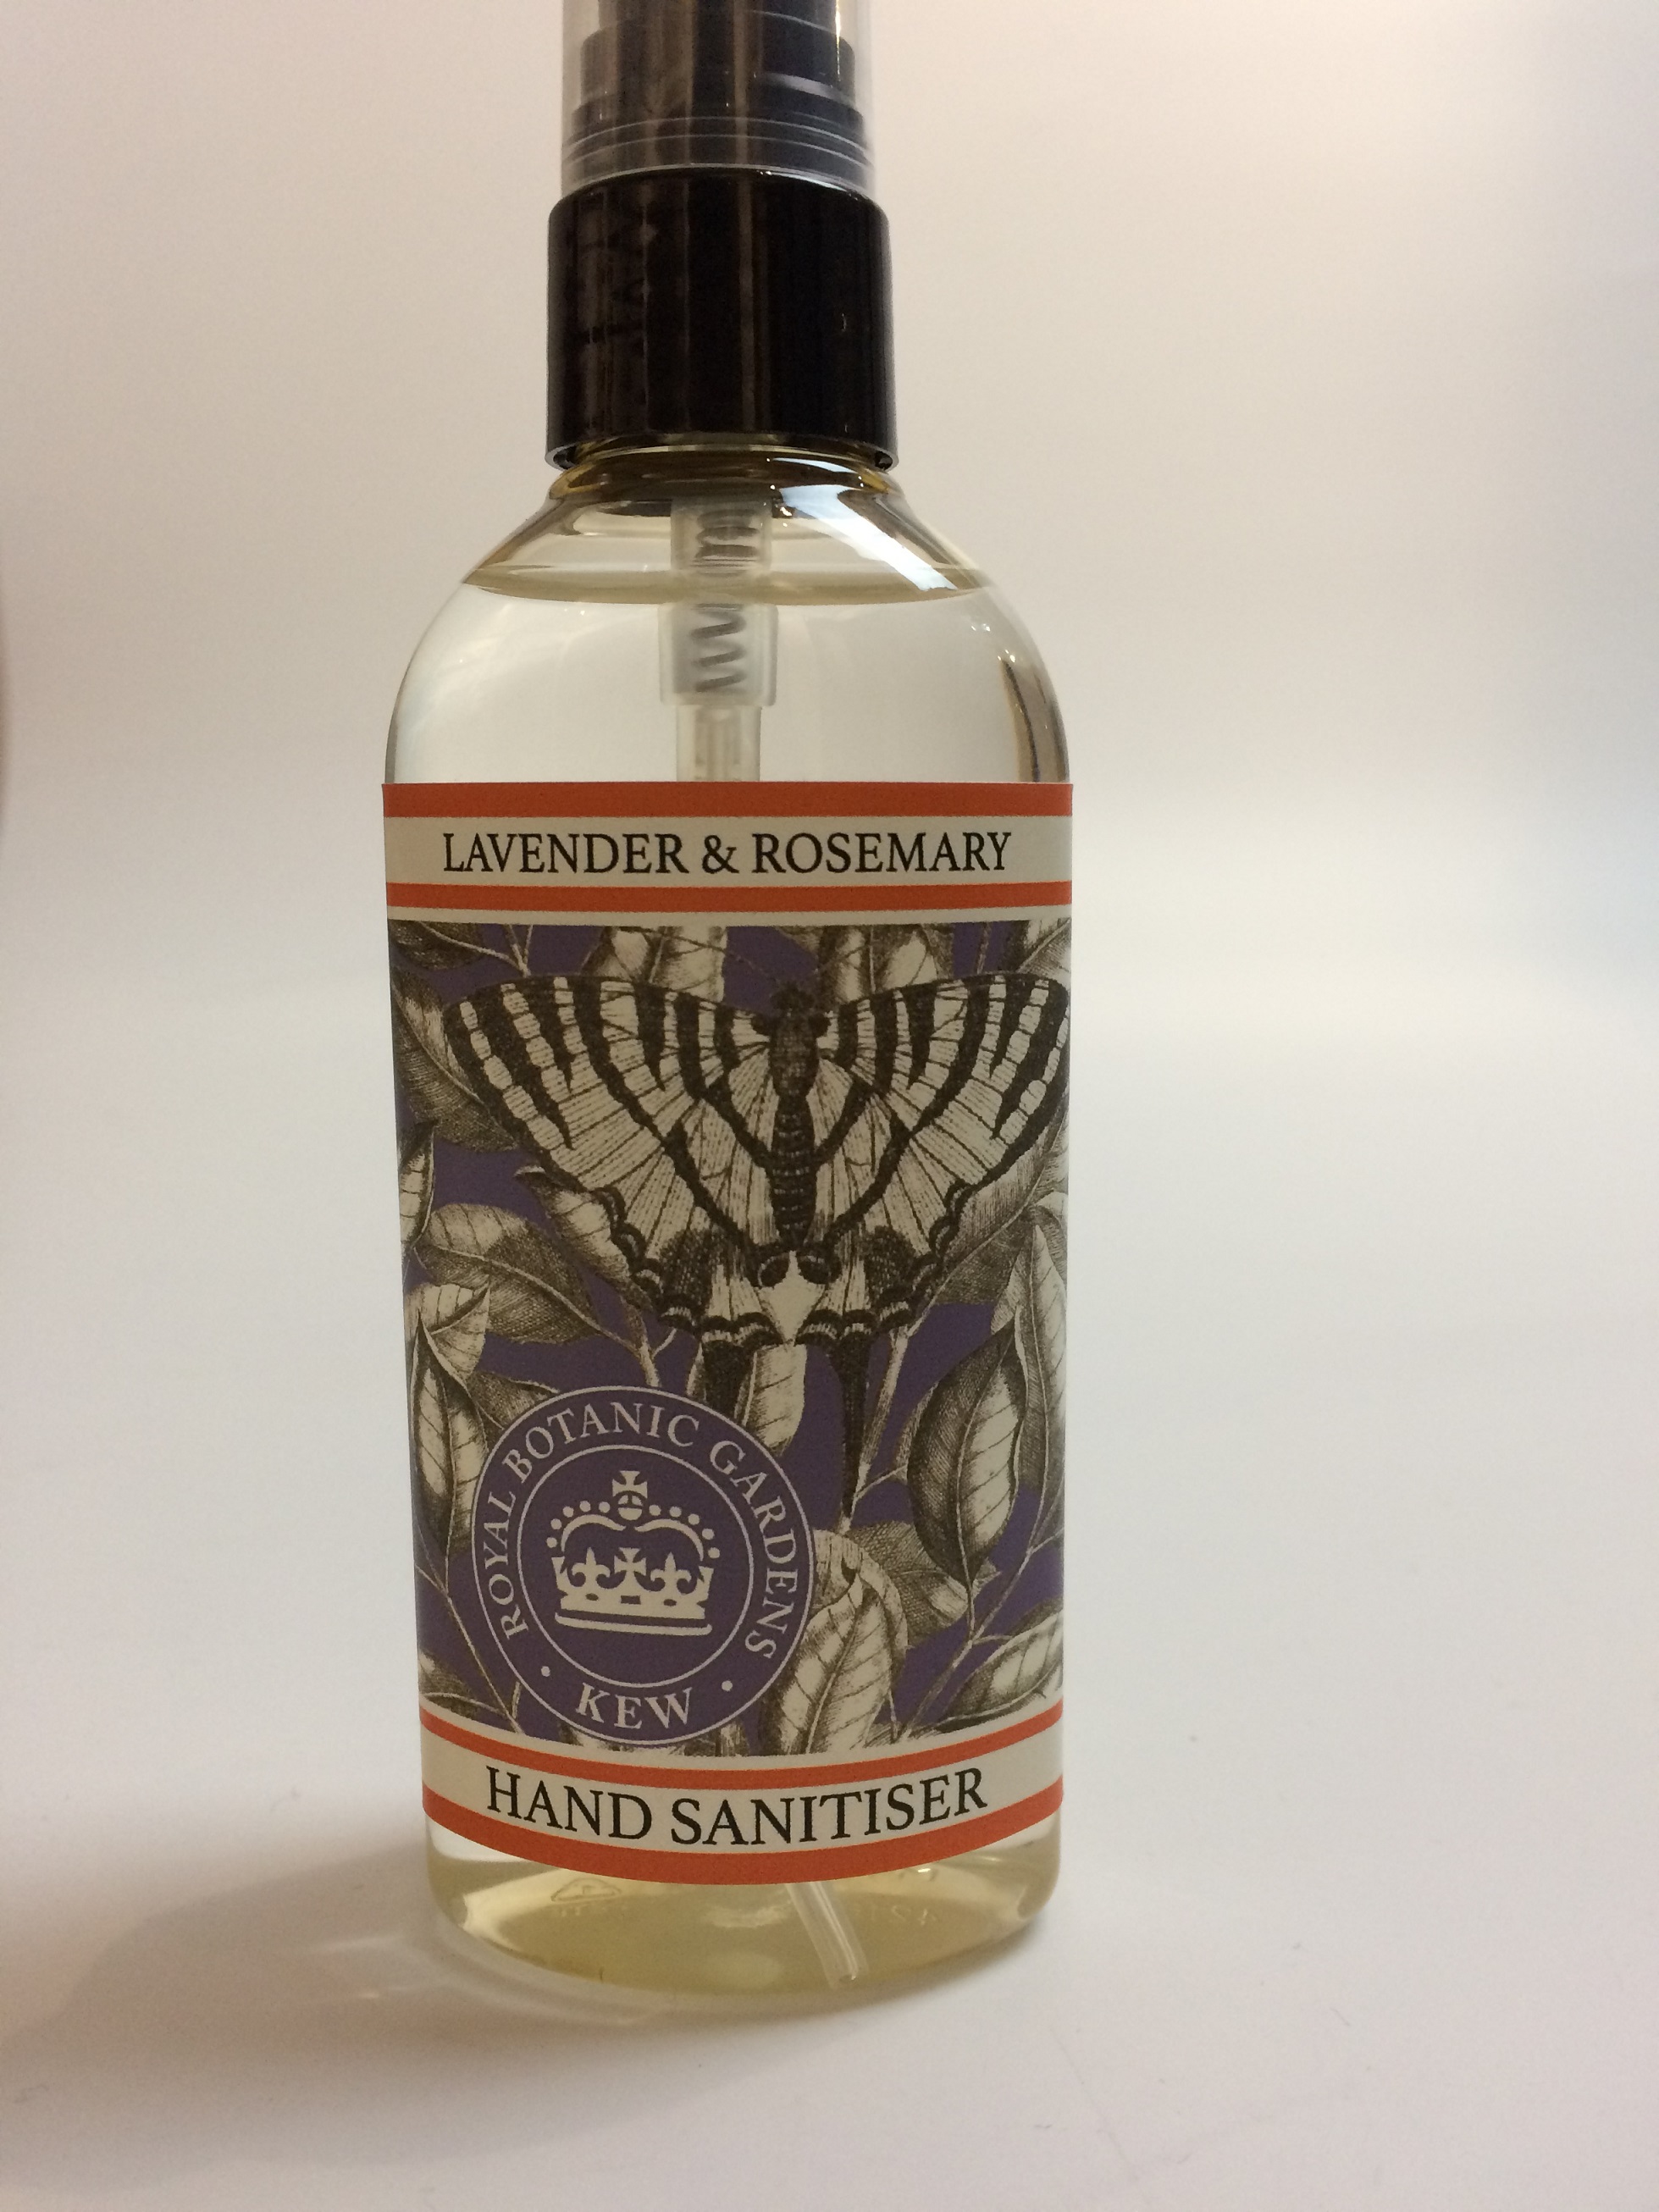 LAVENDER & ROSEMARY
ROYAL BOTANIC GARDENS
• KEW •
HAND SANITISER